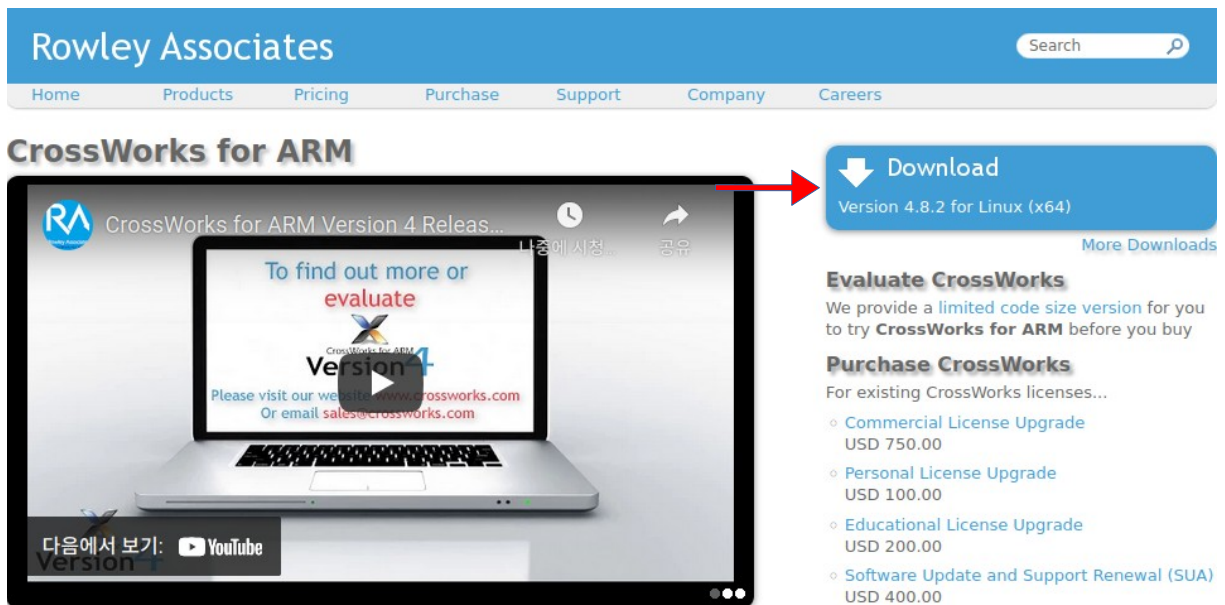 Rowley Associates
Search
Home Products Pricing Purchase Support Company Careers
CrossWorks for ARM
RA
Rowley Associates
CrossWorks for ARM Version 4 Releas...
나중에 시청...
공유
To find out more or
evaluate
CrossWorks for ARM
Version 4
Please visit our website www.crossworks.com
Or email sales@crossworks.com
다음에서 보기: YouTube
Version 4
Download
Version 4.8.2 for Linux (x64)
More Downloads
Evaluate CrossWorks
We provide a limited code size version for you
to try CrossWorks for ARM before you buy
Purchase CrossWorks
For existing CrossWorks licenses...
Commercial License Upgrade
USD 750.00
Personal License Upgrade
USD 100.00
Educational License Upgrade
USD 200.00
Software Update and Support Renewal (SUA)
USD 400.00